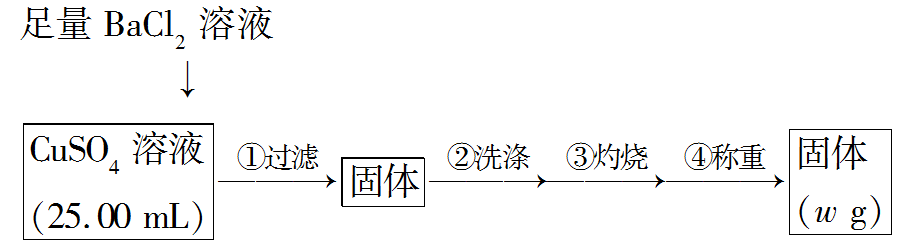 足量 BaCl₂ 溶液
↓
CuSO₄ 溶液
(25.00 mL)
①过滤
固体
②洗涤
③灼烧
④称重
固体
(w g)